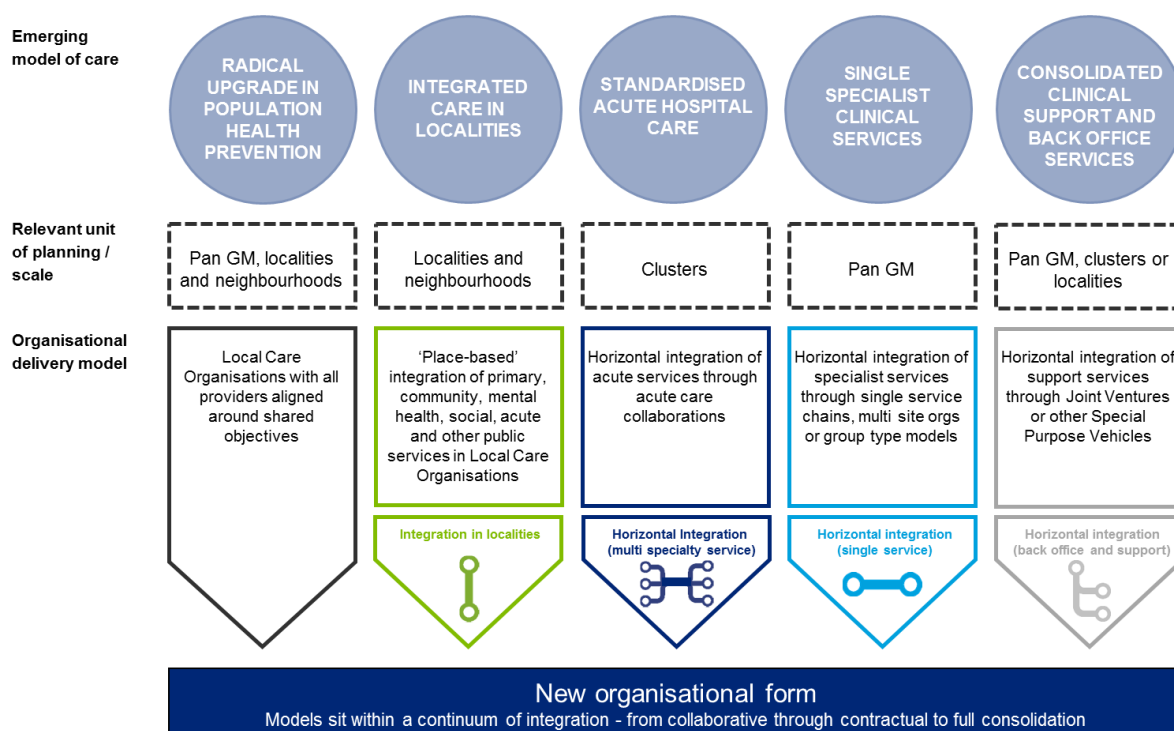 Emerging
model of care
RADICAL
UPGRADE IN
POPULATION
HEALTH
PREVENTION
INTEGRATED
CARE IN
LOCALITIES
STANDARDISED
ACUTE HOSPITAL
CARE
SINGLE
SPECIALIST
CLINICAL
SERVICES
CONSOLIDATED
CLINICAL
SUPPORT AND
BACK OFFICE
SERVICES
Relevant unit
of planning /
scale
Pan GM, localities
and neighbourhoods
Localities and
neighbourhoods
Clusters
Pan GM
Pan GM, clusters or
localities
Organisational
delivery model
Local Care
Organisations with all
providers aligned
around shared
objectives
‘Place-based’
integration of primary,
community, mental
health, social, acute
and other public
services in Local Care
Organisations
Horizontal integration of
acute services through
acute care
collaborations
Horizontal integration of
specialist services
through single service
chains, multi site orgs
or group type models
Horizontal integration of
support services
through Joint Ventures
or other Special
Purpose Vehicles
Integration in localities
Horizontal Integration
(multi specialty service)
Horizontal integration
(single service)
Horizontal integration
(back office and support)
New organisational form
Models sit within a continuum of integration - from collaborative through contractual to full consolidation